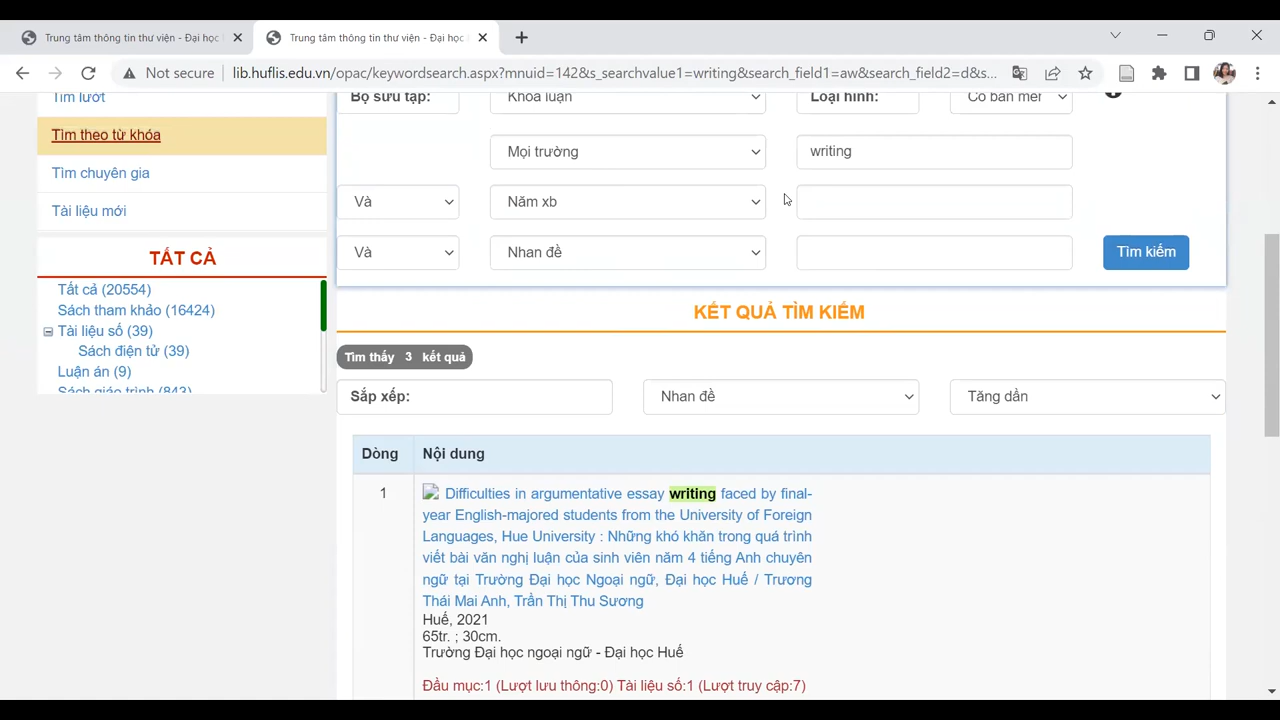 Trung tâm thông tin thư viện - Đại học
Trung tâm thông tin thư viện - Đại học
Not secure
lib.huflis.edu.vn/opac/keywordsearch.aspx?mnuid=142&s_searchvalue1=writing&search_field1=aw&search_field2=d&s...
Tìm lướt
Bộ sưu tập:
Khóa luận
Loại hình:
Có bản mềm
Tìm theo từ khóa
Mọi trường
writing
Tìm chuyên gia
Và
Năm xb
Tài liệu mới
Và
Nhan đề
Tìm kiếm
TẤT CẢ
Tất cả (20554)
Sách tham khảo (16424)
Tài liệu số (39)
Sách điện tử (39)
Luận án (9)
Sách giáo trình (843)
KẾT QUẢ TÌM KIẾM
Tìm thấy 3 kết quả
Sắp xếp:
Nhan đề
Tăng dần
Dòng
Nội dung
1
Difficulties in argumentative essay writing faced by final-
year English-majored students from the University of Foreign
Languages, Hue University : Những khó khăn trong quá trình
viết bài văn nghị luận của sinh viên năm 4 tiếng Anh chuyên
ngữ tại Trường Đại học Ngoại ngữ, Đại học Huế / Trương
Thái Mai Anh, Trần Thị Thu Sương
Huế, 2021
65tr. ; 30cm.
Trường Đại học ngoại ngữ - Đại học Huế
Đầu mục:1 (Lượt lưu thông:0) Tài liệu số:1 (Lượt truy cập:7)